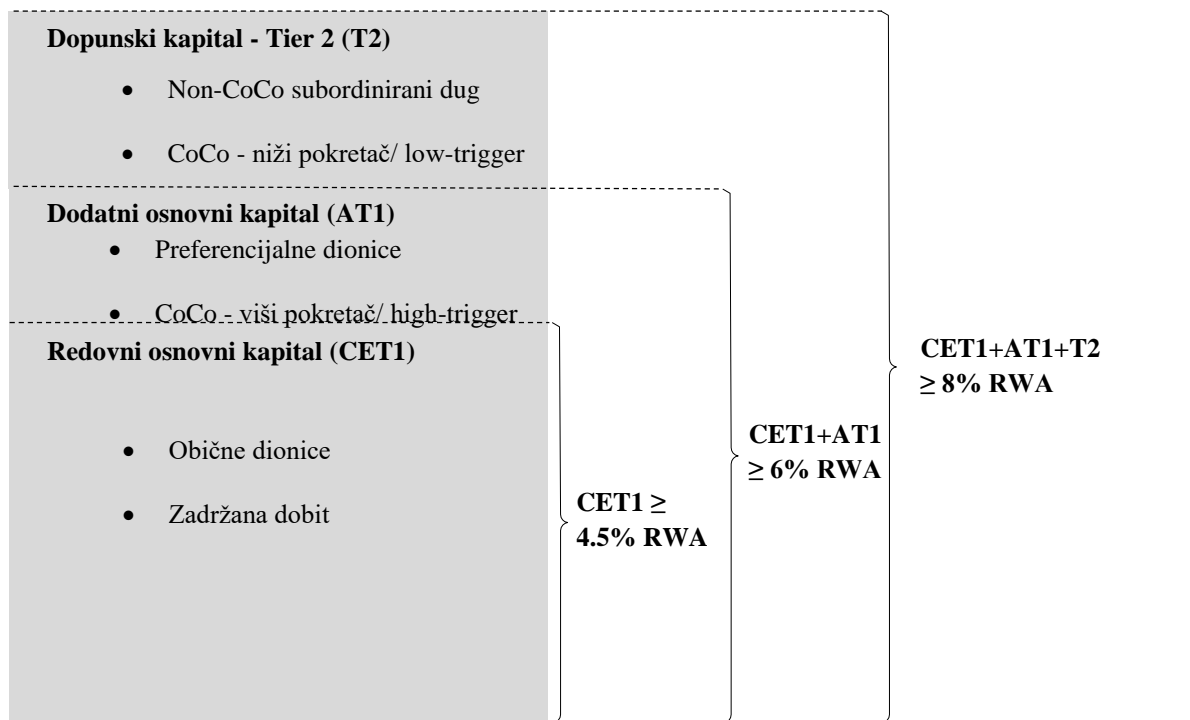 Dopunski kapital - Tier 2 (T2)
• Non-CoCo subordinirani dug
• CoCo - niži pokretač/ low-trigger
Dodatni osnovni kapital (AT1)
• Preferencijalne dionice
• CoCo - viši pokretač/ high-trigger
Redovni osnovni kapital (CET1)
• Obične dionice
• Zadržana dobit
CET1 ≥
4.5% RWA
CET1+AT1
≥ 6% RWA
CET1+AT1+T2
≥ 8% RWA